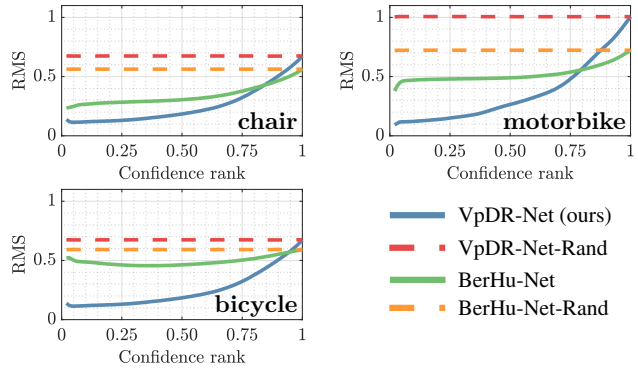 1
0.5
0
RMS
chair
0 0.25 0.50 0.75 1
Confidence rank
1
0.5
0
RMS
motorbike
0 0.25 0.50 0.75 1
Confidence rank
1
0.5
0
RMS
bicycle
0 0.25 0.50 0.75 1
Confidence rank
VpDR-Net (ours)
VpDR-Net-Rand
BerHu-Net
BerHu-Net-Rand